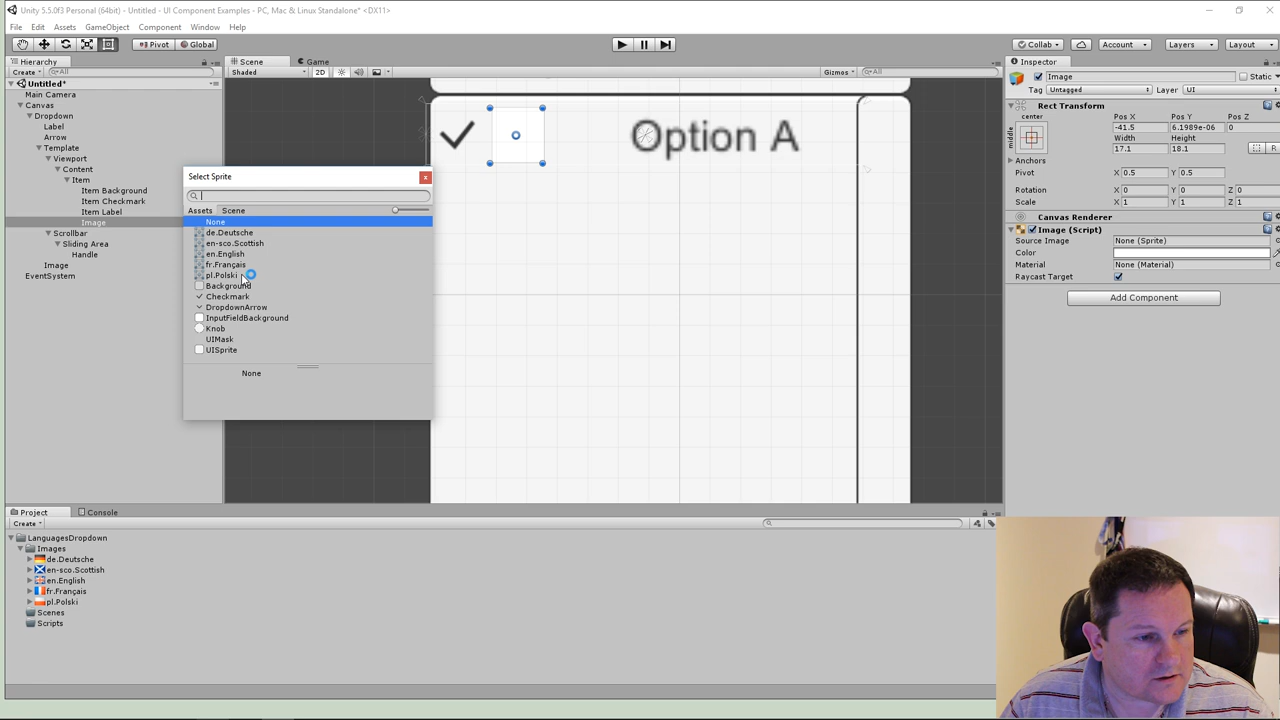 Unity 5.5.0f3 Personal (64bit) - Untitled - UI Component Examples - PC, Mac & Linux Standalone* <DX11>
File Edit Assets GameObject Component Window Help
Pivot Global Collab Account Layers Layout
Hierarchy
Create All
Untitled*
Main Camera
Canvas
Dropdown
Label
Arrow
Template
Viewport
Content
Item
Item Background
Item Checkmark
Item Label
Image
Scrollbar
Sliding Area
Handle
Image
EventSystem
Scene Game
Shaded 2D Gizmos All
Option A
Select Sprite
Assets Scene
None
de.Deutsche
en-sco.Scottish
en.English
fr.Français
pl.Polski
Background
Checkmark
DropdownArrow
InputFieldBackground
Knob
UIMask
UISprite
None
Inspector
Image Static
Tag Untagged Layer UI
Rect Transform
center Pos X Pos Y Pos Z
middle -41.5 6.1989e-06 0
Width Height
17.1 18.1 R
Anchors
Pivot X 0.5 Y 0.5
Rotation X 0 Y 0 Z 0
Scale X 1 Y 1 Z 1
Canvas Renderer
Image (Script)
Source Image None (Sprite)
Color
Material None (Material)
Raycast Target
Add Component
Project Console
Create
LanguagesDropdown
Images
de.Deutsche
en-sco.Scottish
en.English
fr.Français
pl.Polski
Scenes
Scripts